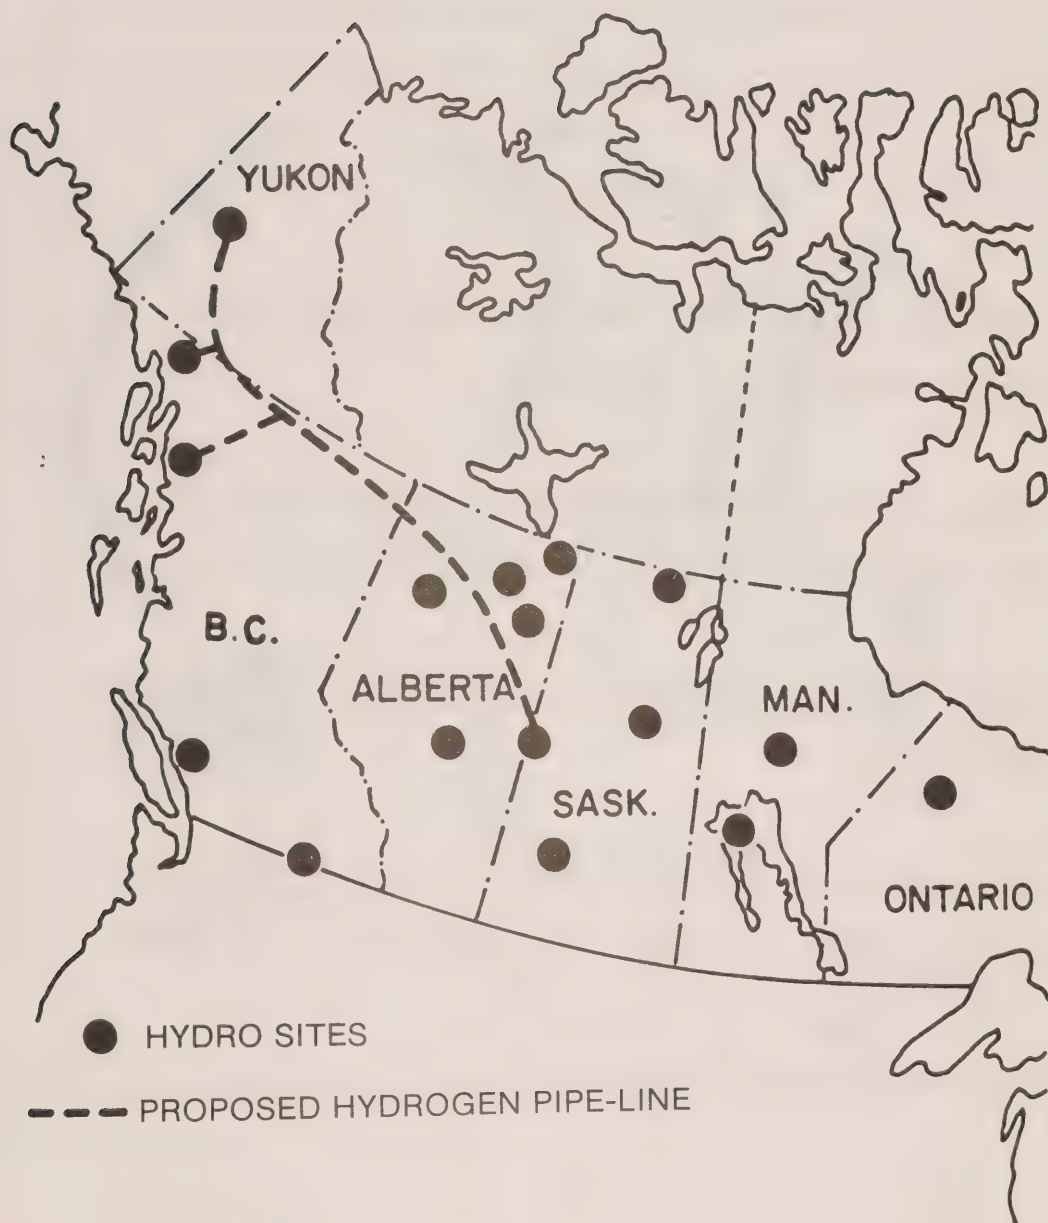 YUKON
B.C.
ALBERTA
MAN.
SASK.
ONTARIO
HYDRO SITES
PROPOSED HYDROGEN PIPE-LINE